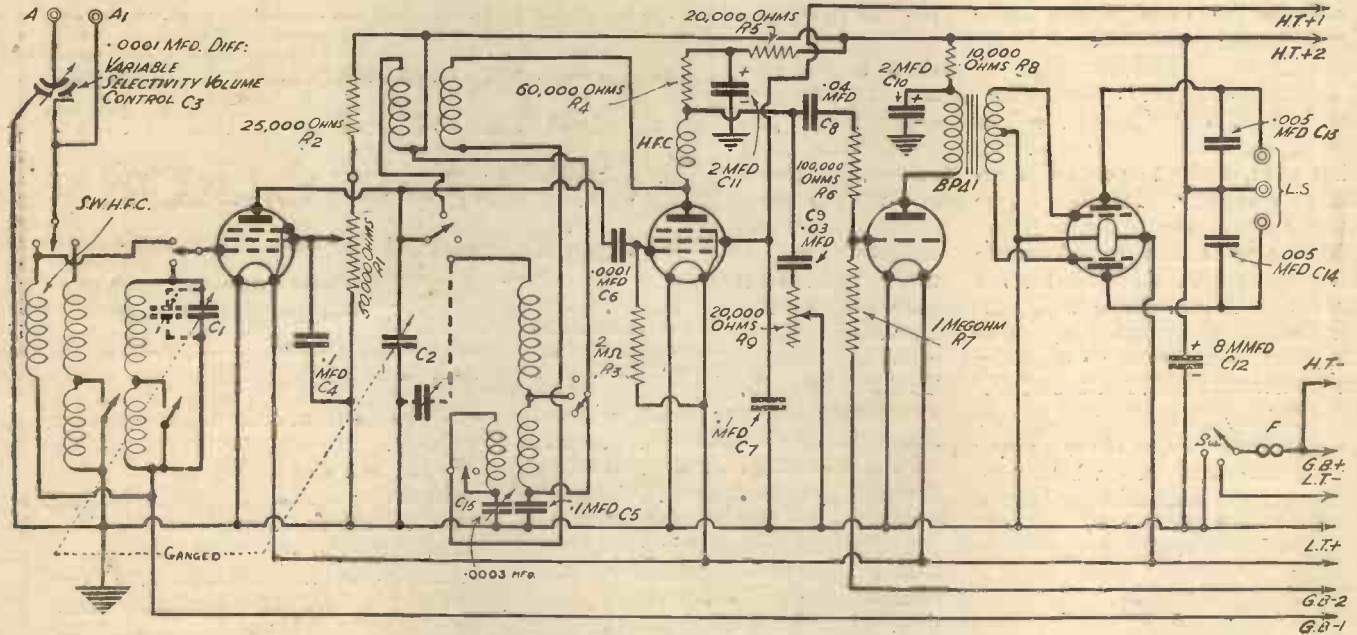 A
A1
.0001 MFD. DIFF:
VARIABLE
SELECTIVITY VOLUME
CONTROL C3
S.W.H.F.C.
C1
25,000 OHMS
R2
50,000 OHMS
R1
.1
MFD
C4
C2
GANGED
C15
.0003 MFD.
.1 MFD C5
.0001
MFD
C6
2
MΩ
R3
60,000 OHMS
R4
20,000
OHMS
R5
H.F.C
2 MFD
C11
.04
MFD
C8
100,000
OHMS
R6
C9
.03
MFD
20,000
OHMS
R9
.1
MFD
C7
1 MEGOHM
R7
2 MFD
C10
10,000
OHMS R8
BPA1
.005
MFD C13
L.S
.005
MFD C14
8 MMFD
C12
Sw.
F
H.T.+1
H.T.+2
H.T.-
G.B+
L.T-
L.T.+
G.B-2
G.B-1